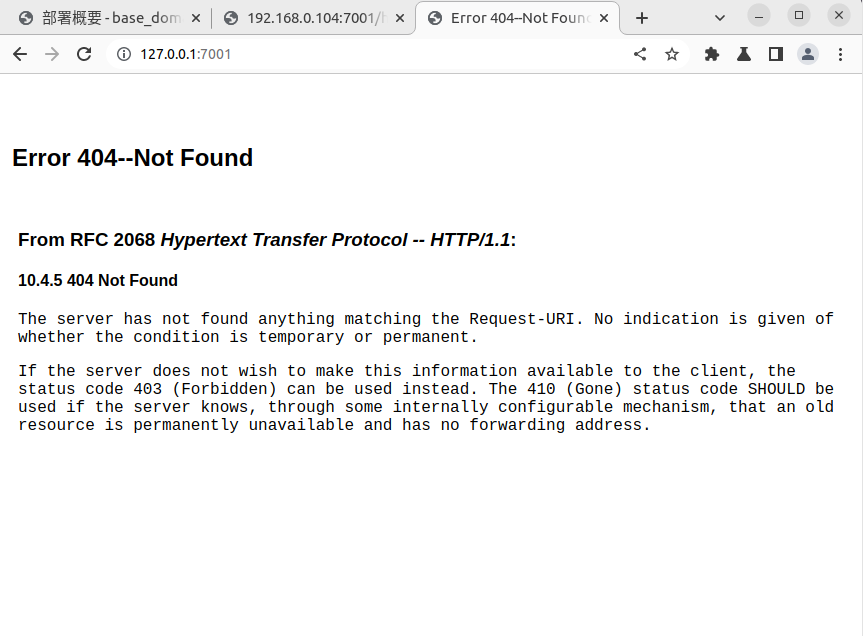 部署概要 - base_dom
192.168.0.104:7001/h
Error 404--Not Foun
127.0.0.1:7001
Error 404--Not Found
From RFC 2068 Hypertext Transfer Protocol -- HTTP/1.1:
10.4.5 404 Not Found
The server has not found anything matching the Request-URI. No indication is given of
whether the condition is temporary or permanent.
If the server does not wish to make this information available to the client, the
status code 403 (Forbidden) can be used instead. The 410 (Gone) status code SHOULD be
used if the server knows, through some internally configurable mechanism, that an old
resource is permanently unavailable and has no forwarding address.